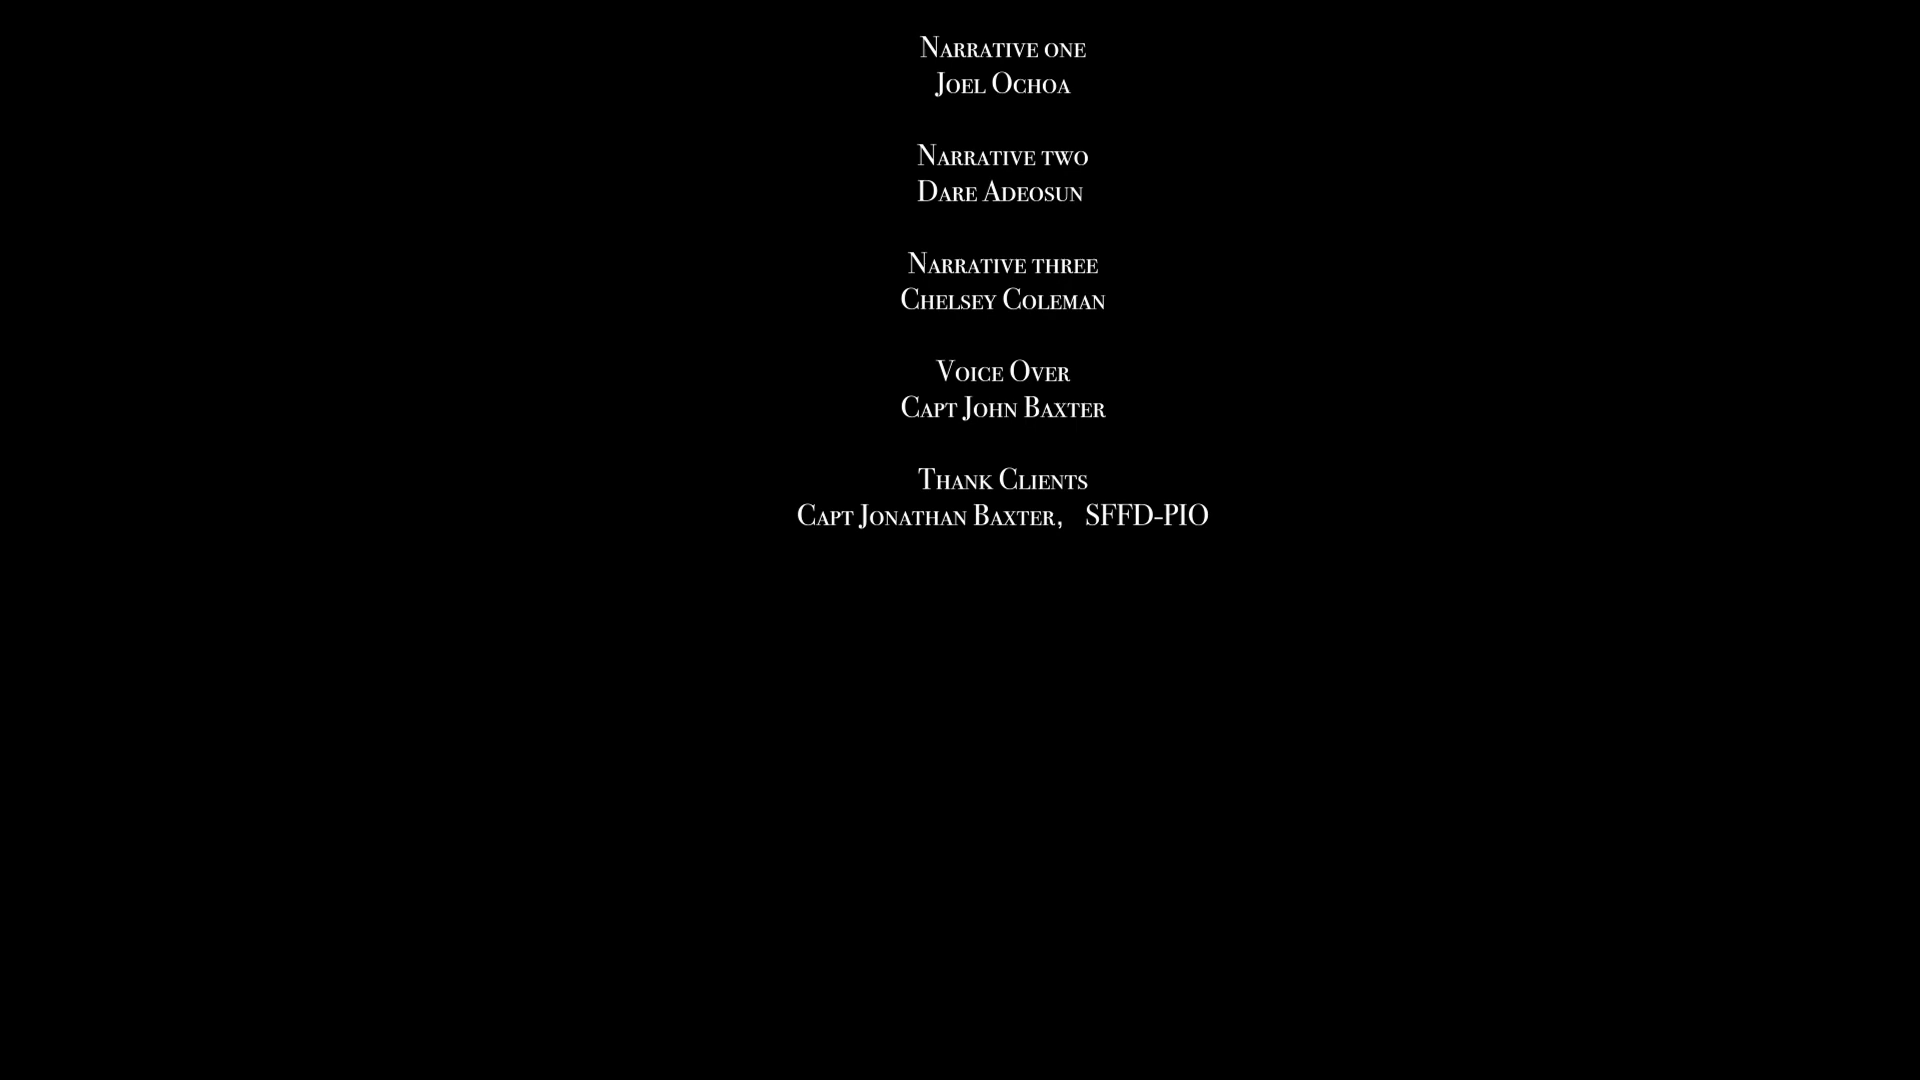 Narrative one
Joel Ochoa
Narrative two
Dare Adeosun
Narrative three
Chelsey Coleman
Voice Over
Capt John Baxter
Thank Clients
Capt Jonathan Baxter, SFFD-PIO